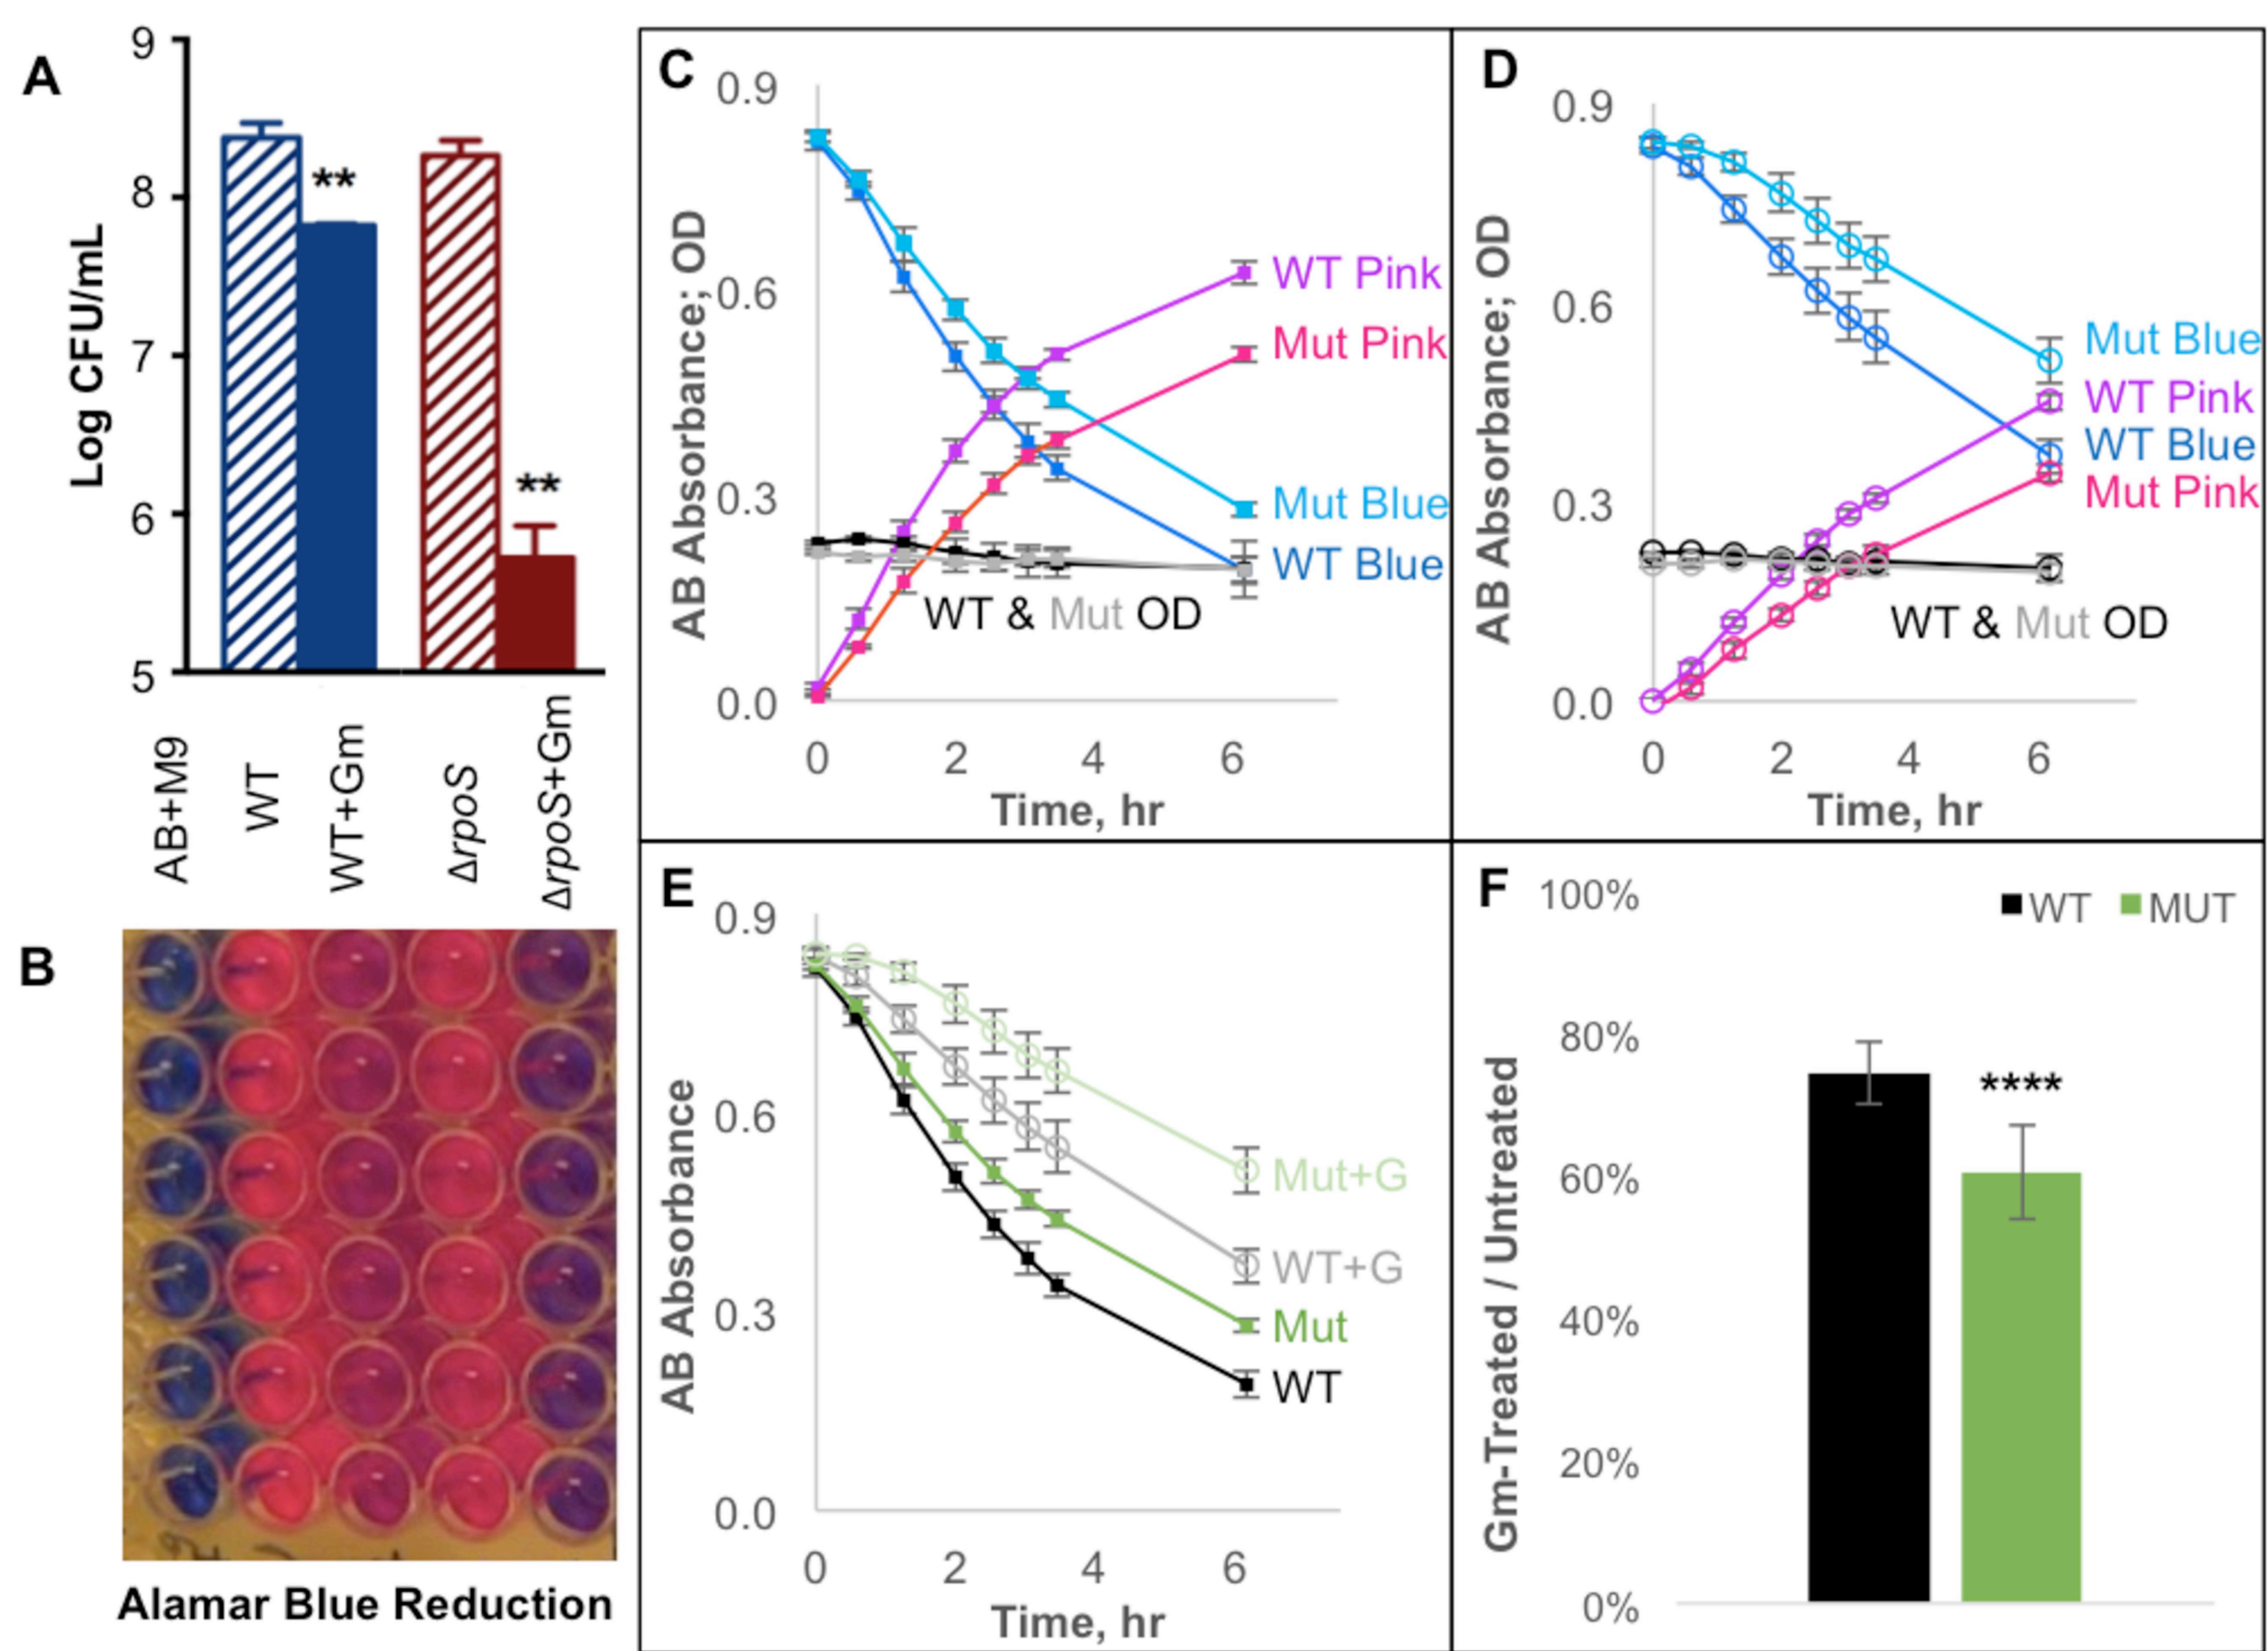 A
9
8
7
6
5
Log CFU/mL
**
**
AB+M9
WT
WT+Gm
ΔrpoS
ΔrpoS+Gm
B
Alamar Blue Reduction
C
0.9
0.6
0.3
0.0
AB Absorbance; OD
WT Pink
Mut Pink
Mut Blue
WT Blue
WT & Mut OD
0 2 4 6
Time, hr
D
0.9
0.6
0.3
0.0
AB Absorbance; OD
Mut Blue
WT Pink
WT Blue
Mut Pink
WT & Mut OD
0 2 4 6
Time, hr
E
0.9
0.6
0.3
0.0
AB Absorbance
Mut+G
WT+G
Mut
WT
0 2 4 6
Time, hr
F
100%
80%
60%
40%
20%
0%
Gm-Treated / Untreated
WT MUT
****